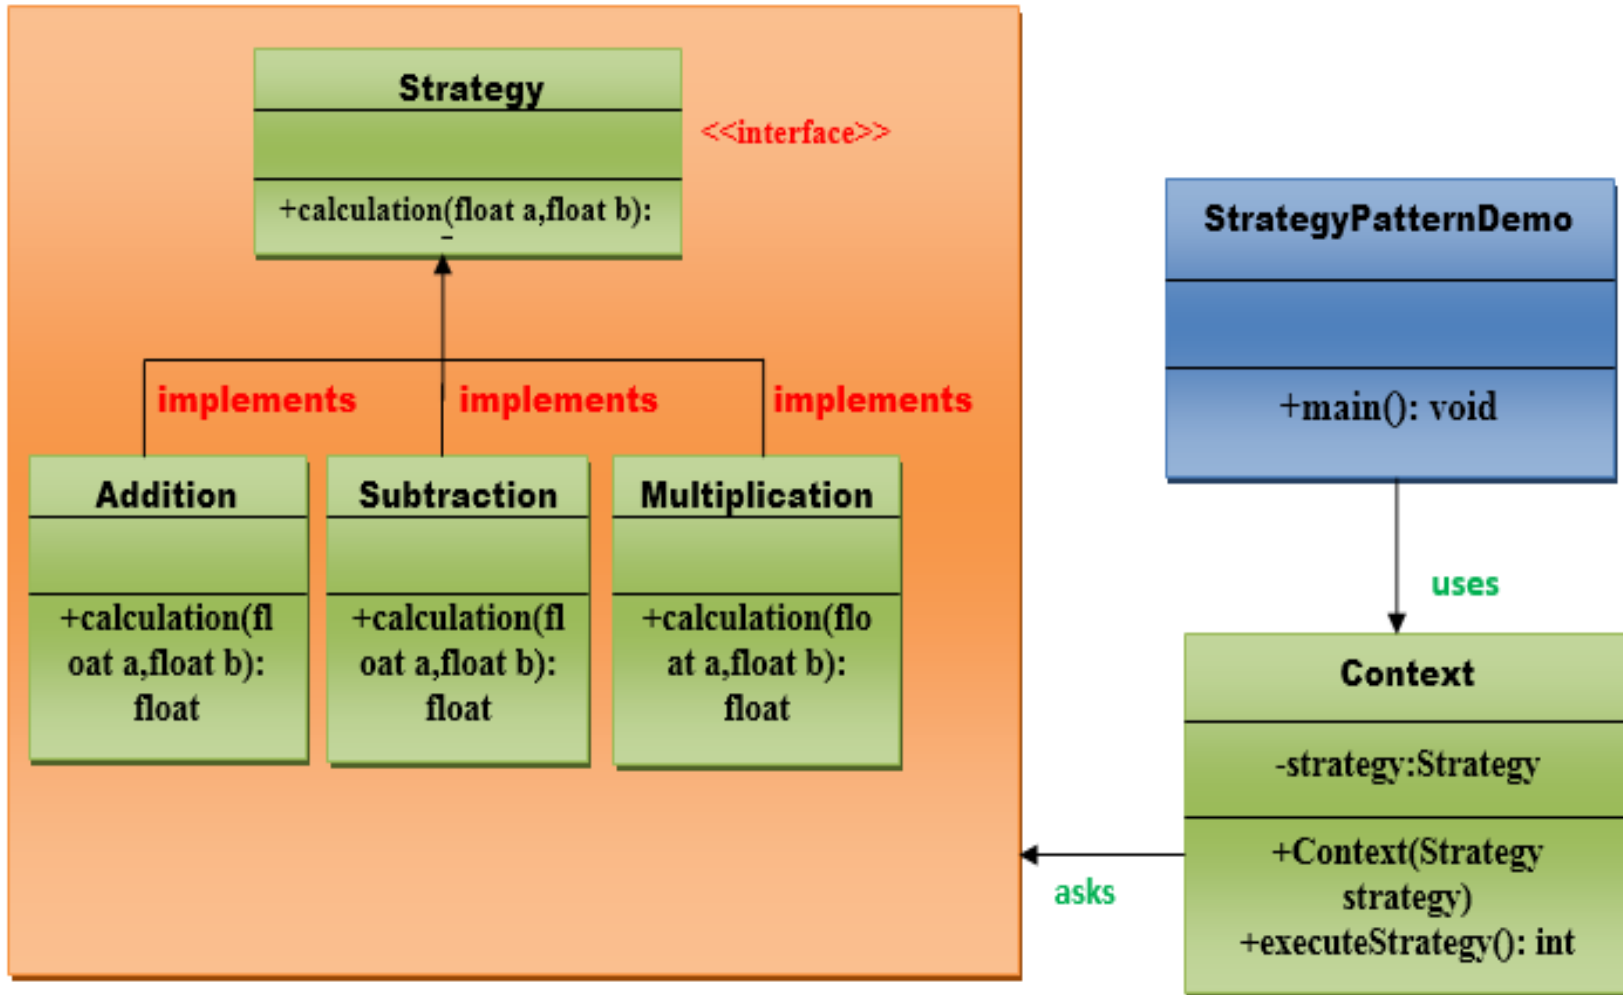 Strategy
<<interface>>
+calculation(float a,float b):
StrategyPatternDemo
+main(): void
implements
implements
implements
Addition
+calculation(fl
oat a,float b):
float
Subtraction
+calculation(fl
oat a,float b):
float
Multiplication
+calculation(flo
at a,float b):
float
uses
Context
-strategy:Strategy
+Context(Strategy
strategy)
+executeStrategy(): int
asks